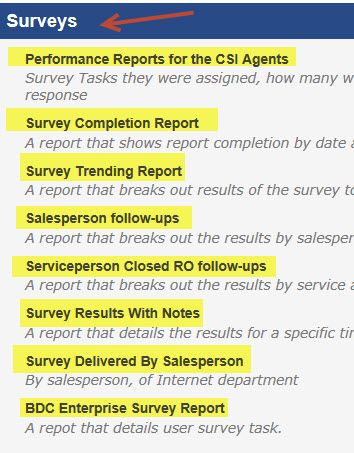 Surveys
Performance Reports for the CSI Agents
Survey Tasks they were assigned, how many w
response
Survey Completion Report
A report that shows report completion by date a
Survey Trending Report
A report that breaks out results of the survey to
Salesperson follow-ups
A report that breaks out the results by salesper
Serviceperson Closed RO follow-ups
A report that breaks out the results by service a
Survey Results With Notes
A report that details the results for a specific tin
Survey Delivered By Salesperson
By salesperson, of Internet department
BDC Enterprise Survey Report
A repot that details user survey task.